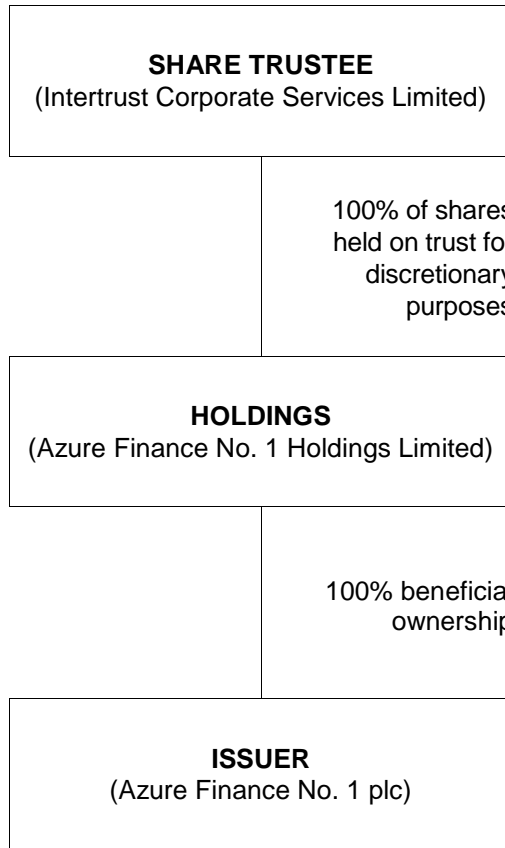 SHARE TRUSTEE
(Intertrust Corporate Services Limited)
100% of shares
held on trust fo
discretionary
purposes
HOLDINGS
(Azure Finance No. 1 Holdings Limited)
100% beneficia
ownership
ISSUER
(Azure Finance No. 1 plc)